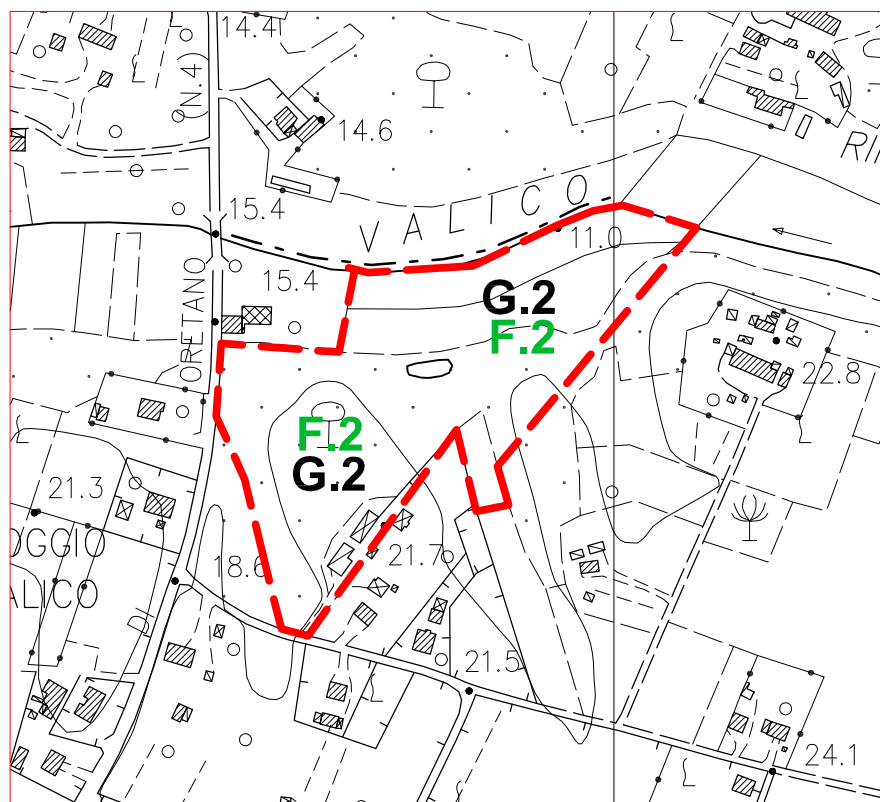 14.4
(N.4)
14.6
RI
15.4
VALICO
11.0
15.4
ORETANO
G.2
F.2
22.8
F.2
G.2
21.3
OGGIO
ALICO
21.7
18.6
21.5
24.1